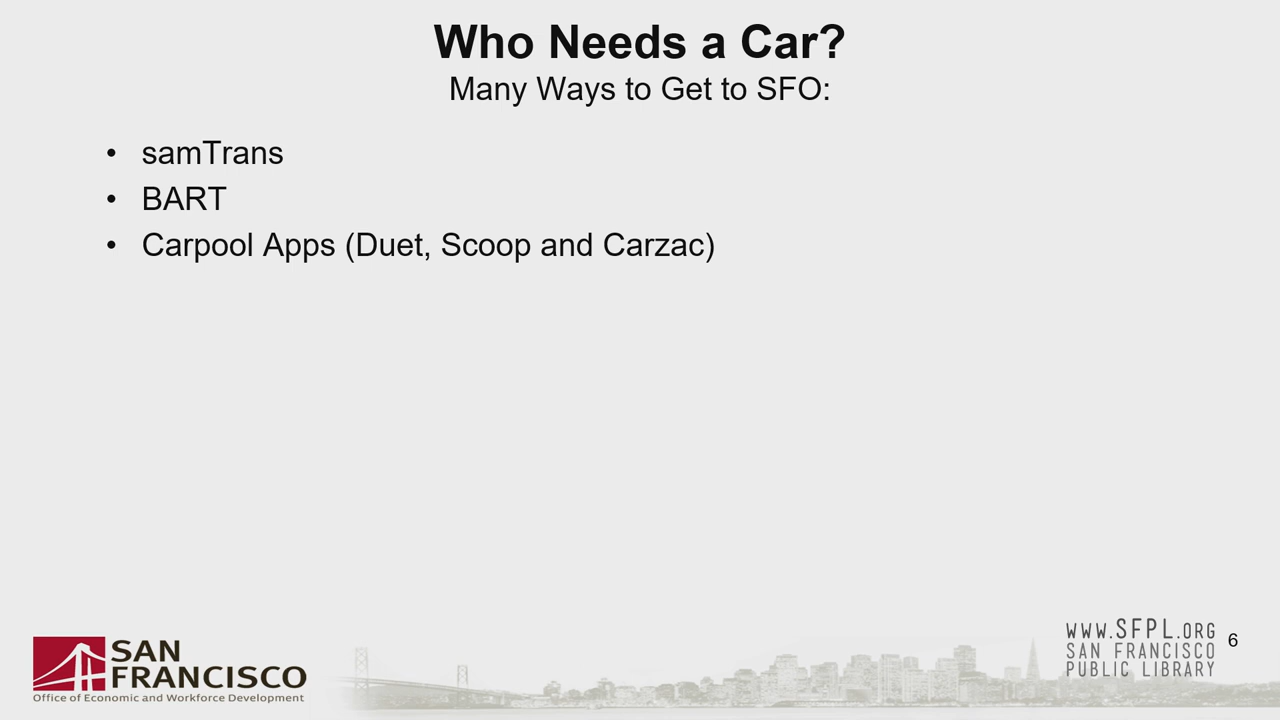 Who Needs a Car?
Many Ways to Get to SFO:
• samTrans
• BART
• Carpool Apps (Duet, Scoop and Carzac)
SAN
FRANCISCO
Office of Economic and Workforce Development
WWW.SFPL.ORG
SAN FRANCISCO
PUBLIC LIBRARY
6